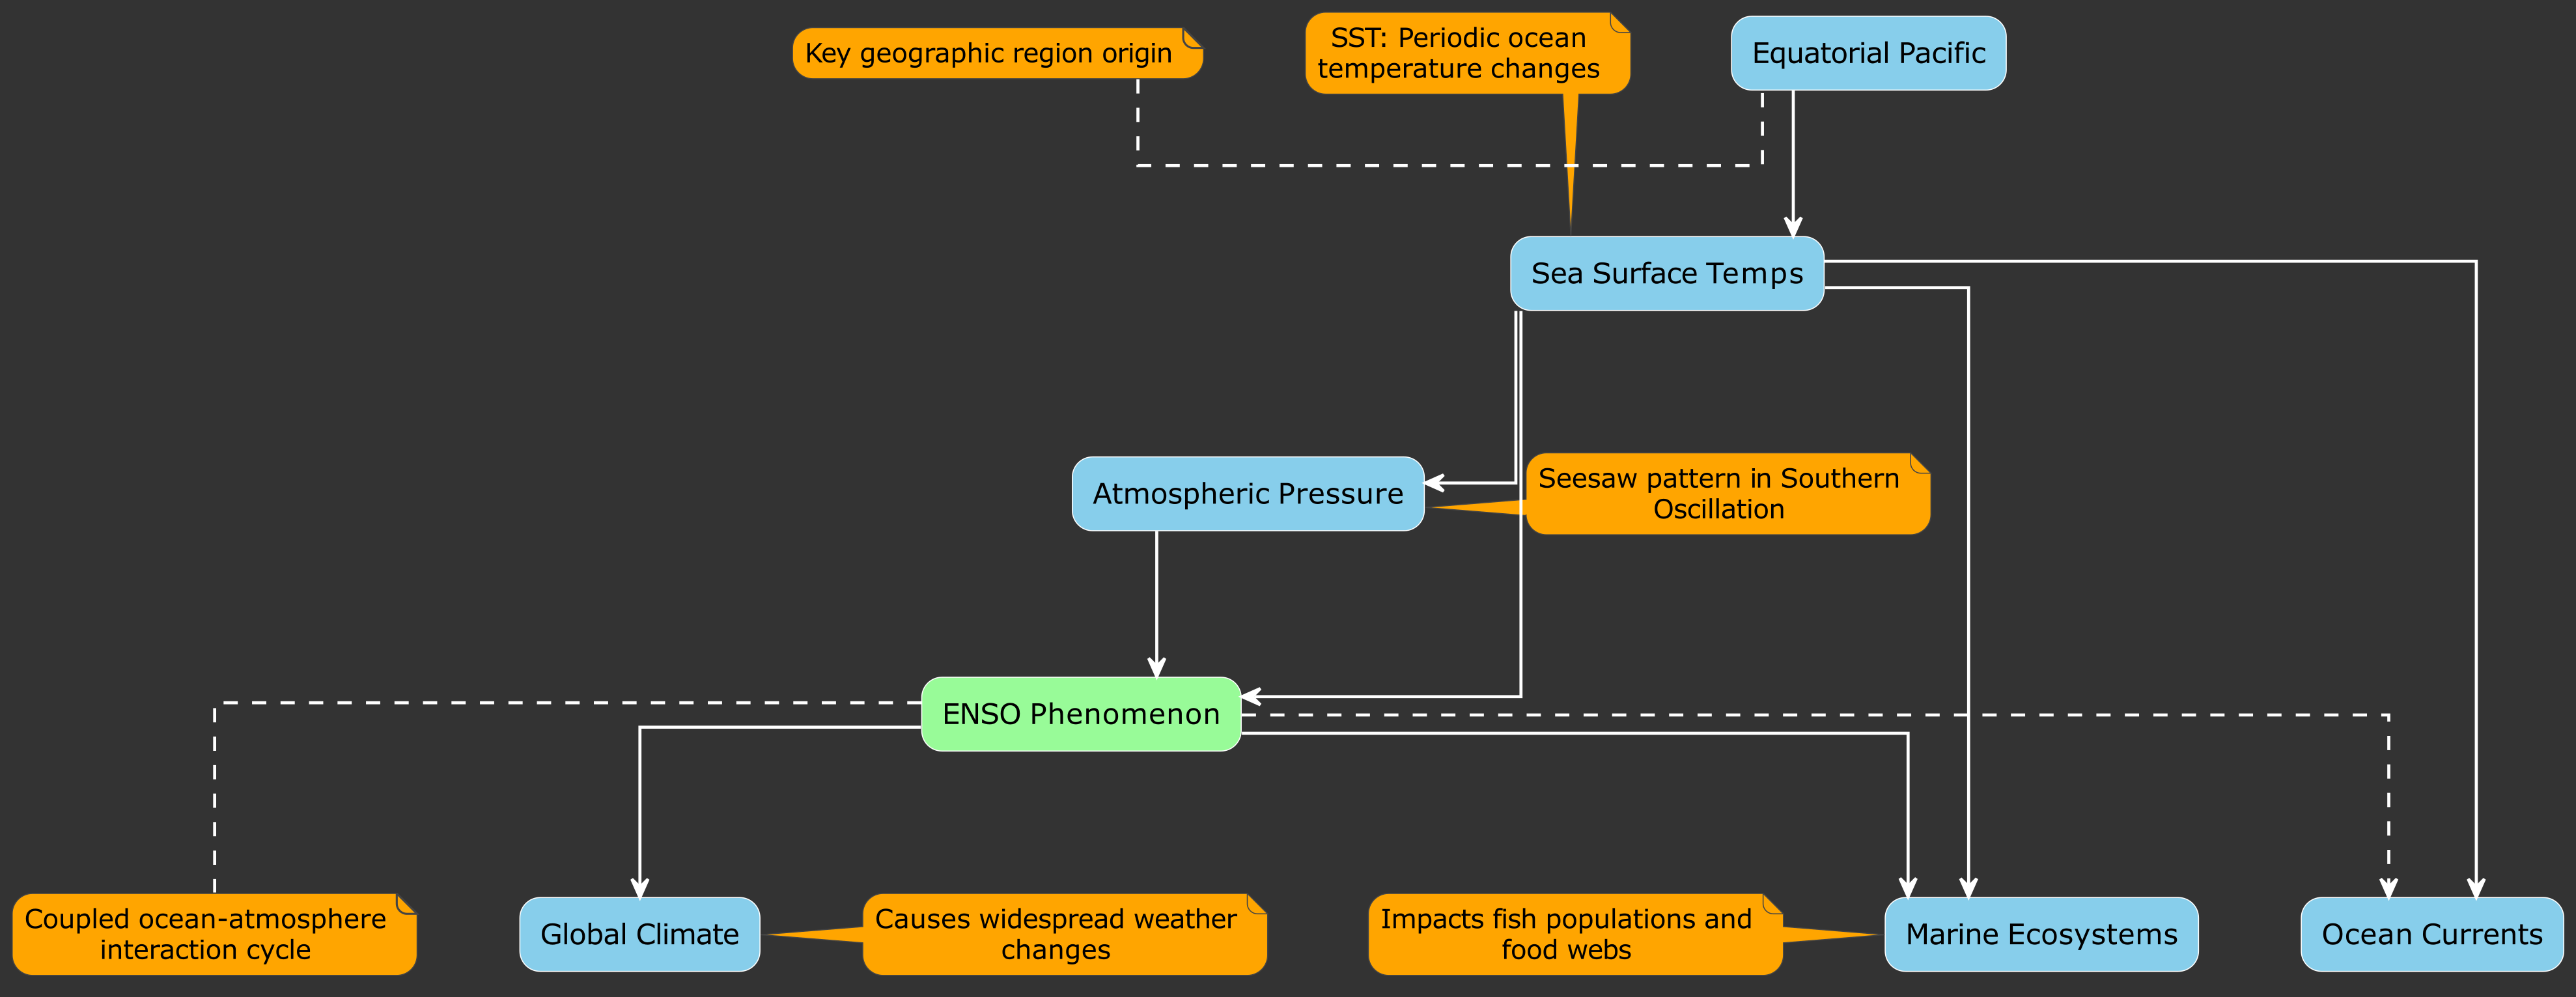 Key geographic region origin
SST: Periodic ocean
temperature changes
Equatorial Pacific
Sea Surface Temps
Atmospheric Pressure
Seesaw pattern in Southern
Oscillation
ENSO Phenomenon
Coupled ocean-atmosphere
interaction cycle
Global Climate
Causes widespread weather
changes
Impacts fish populations and
food webs
Marine Ecosystems
Ocean Currents